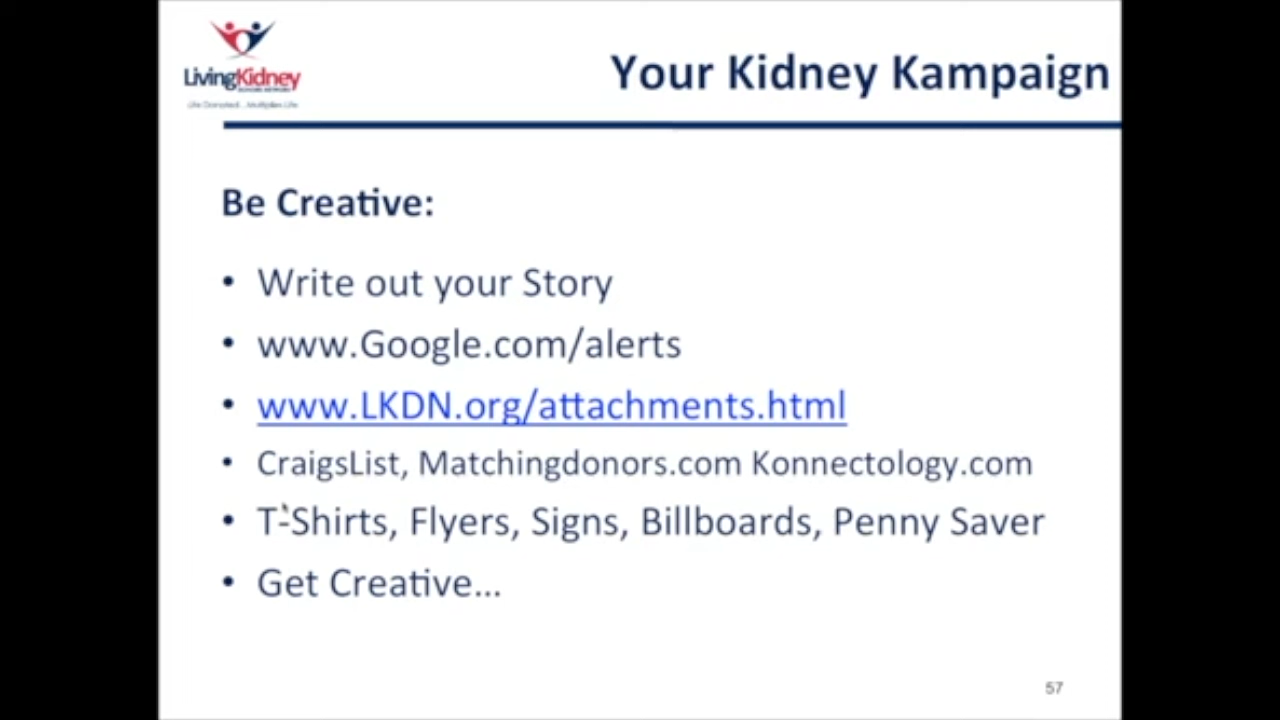 LivingKidney
Your Kidney Kampaign
Be Creative:
• Write out your Story
• www.Google.com/alerts
• www.LKDN.org/attachments.html
• CraigsList, Matchingdonors.com Konnectology.com
• T-Shirts, Flyers, Signs, Billboards, Penny Saver
• Get Creative...
57